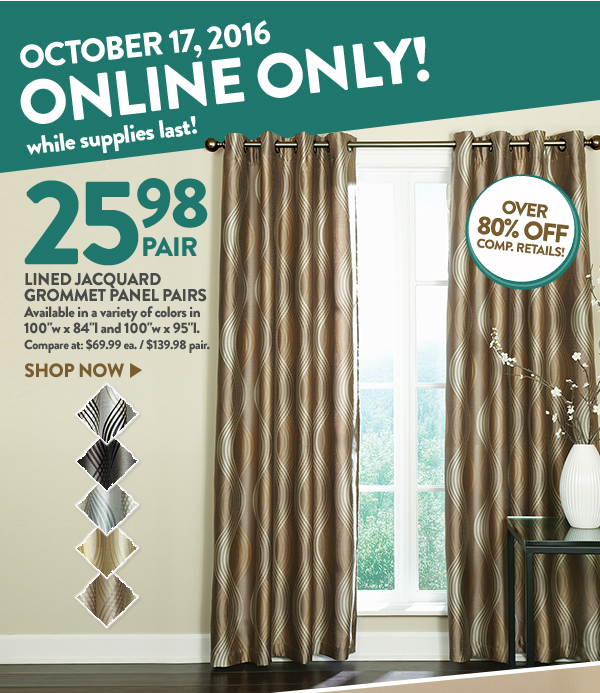 OCTOBER 17, 2016
ONLINE ONLY!
while supplies last!
25 98
PAIR
LINED JACQUARD
GROMMET PANEL PAIRS
Available in a variety of colors in
100"w x 84"l and 100"w x 95"l.
Compare at: $69.99 ea. / $139.98 pair.
SHOP NOW
OVER
80% OFF
COMP. RETAILS!